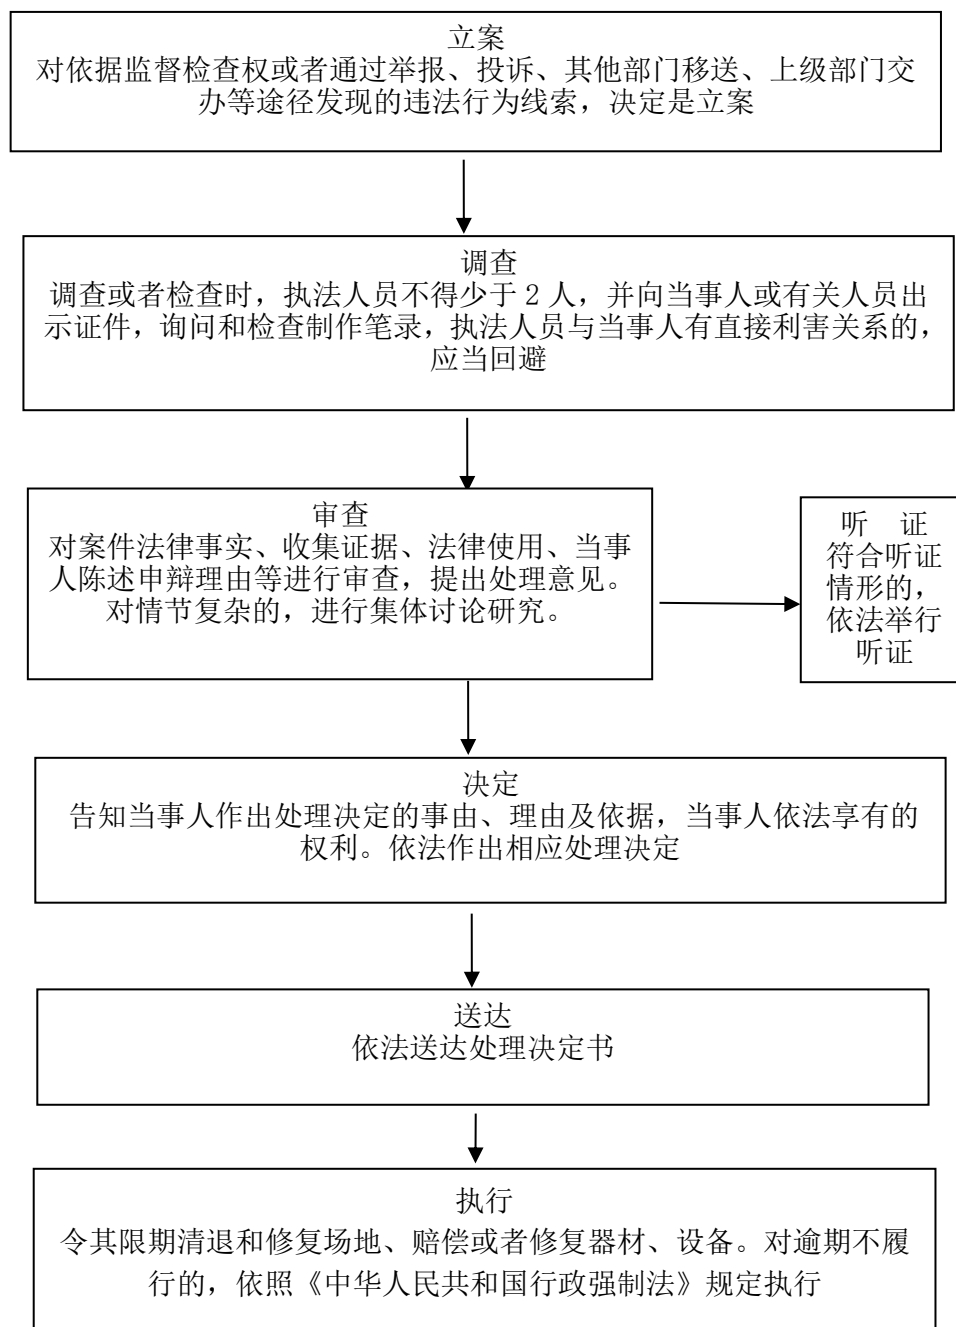 立案
对依据监督检查权或者通过举报、投诉、其他部门移送、上级部门交
办等途径发现的违法行为线索，决定是立案
调查
调查或者检查时，执法人员不得少于 2 人，并向当事人或有关人员出
示证件，询问和检查制作笔录，执法人员与当事人有直接利害关系的，
应当回避
审查
对案件法律事实、收集证据、法律使用、当事
人陈述申辩理由等进行审查，提出处理意见。
对情节复杂的，进行集体讨论研究。
听　证
符合听证
情形的，
依法举行
听证
决定
告知当事人作出处理决定的事由、理由及依据，当事人依法享有的
权利。依法作出相应处理决定
送达
依法送达处理决定书
执行
令其限期清退和修复场地、赔偿或者修复器材、设备。对逾期不履
行的，依照《中华人民共和国行政强制法》规定执行